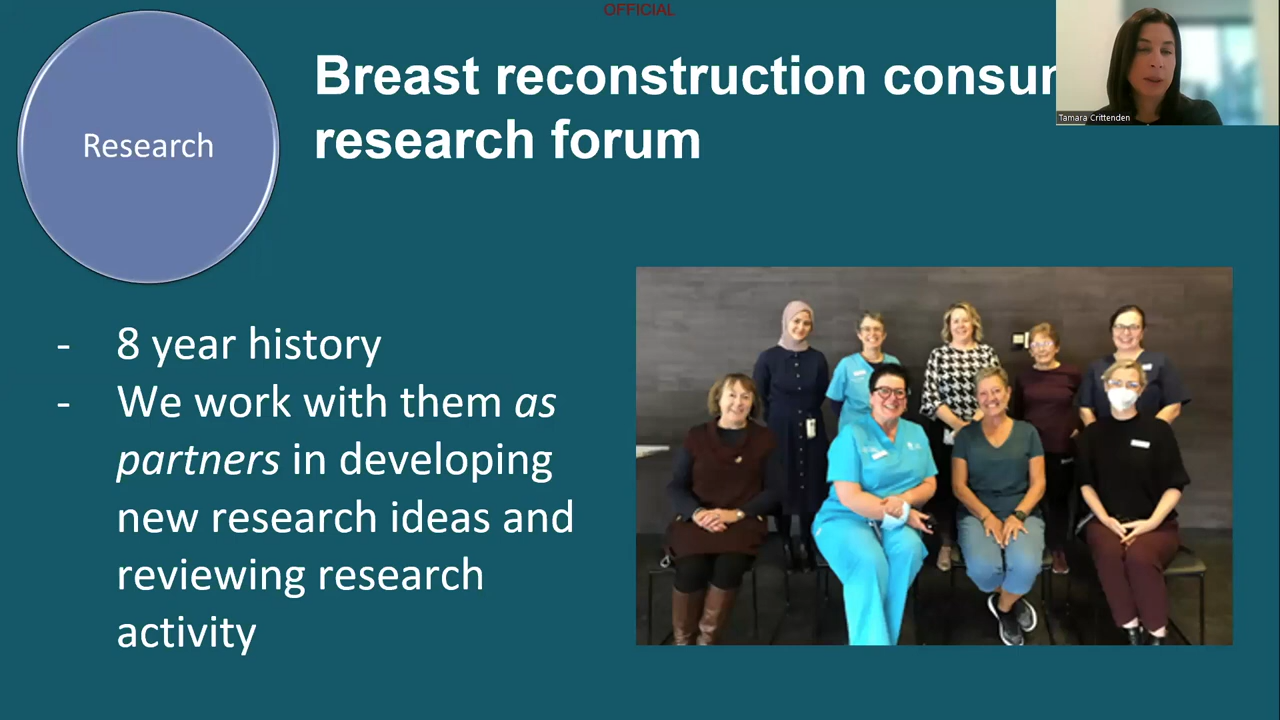 OFFICIAL
Research
Breast reconstruction consu
research forum
Tamara Crittenden
- 8 year history
- We work with them as
partners in developing
new research ideas and
reviewing research
activity